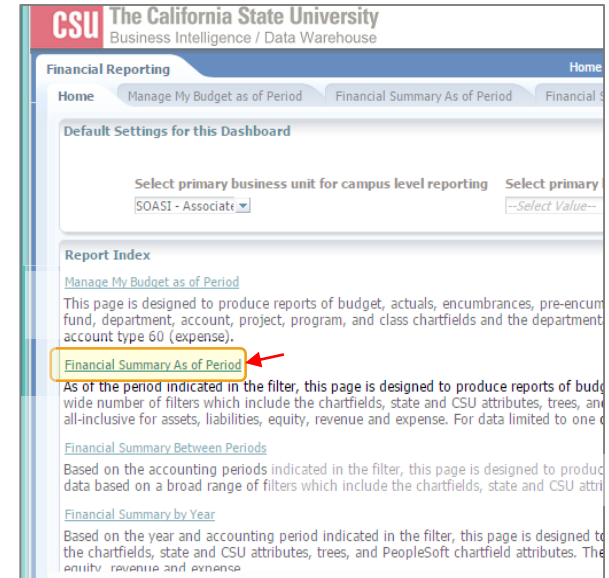 CSU The California State University
Business Intelligence / Data Warehouse
Financial Reporting Home
Home Manage My Budget as of Period Financial Summary As of Period Financial
Default Settings for this Dashboard
Select primary business unit for campus level reporting Select primary
SOASI - Associate --Select Value--
Report Index
Manage My Budget as of Period
This page is designed to produce reports of budget, actuals, encumbrances, pre-encum
fund, department, account, project, program, and class chartfields and the departmenta
account type 60 (expense).
Financial Summary As of Period
As of the period indicated in the filter, this page is designed to produce reports of budg
wide number of filters which include the chartfields, state and CSU attributes, trees, and
all-inclusive for assets, liabilities, equity, revenue and expense. For data limited to one
Financial Summary Between Periods
Based on the accounting periods indicated in the filter, this page is designed to produc
data based on a broad range of filters which include the chartfields, state and CSU attri
Financial Summary by Year
Based on the year and accounting period indicated in the filter, this page is designed to
the chartfields, state and CSU attributes, trees, and PeopleSoft chartfield attributes. The
equity, revenue and expense